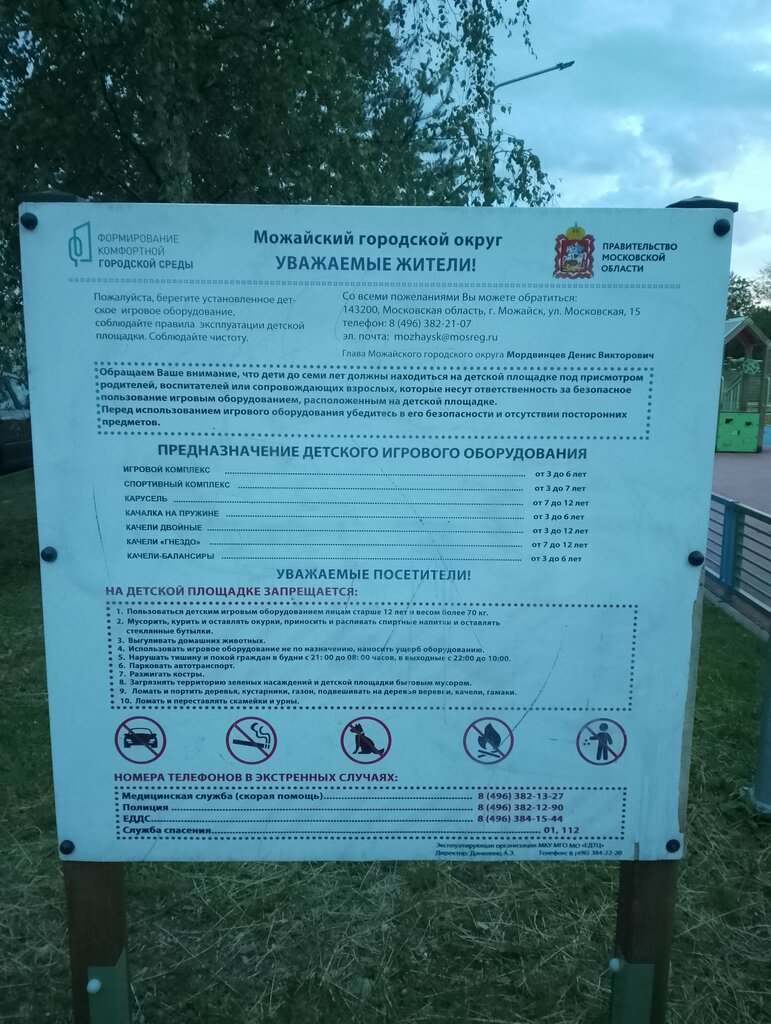 ФОРМИРОВАНИЕ
КОМФОРТНОЙ
ГОРОДСКОЙ СРЕДЫ
Можайский городской округ
УВАЖАЕМЫЕ ЖИТЕЛИ!
ПРАВИТЕЛЬСТВО
МОСКОВСКОЙ
ОБЛАСТИ
Пожалуйста, берегите установленное дет-
ское игровое оборудование,
соблюдайте правила эксплуатации детской
площадки. Соблюдайте чистоту.
Со всеми пожеланиями Вы можете обратиться:
143200, Московская область, г. Можайск, ул. Московская, 15
телефон: 8 (496) 382-21-07
эл. почта: mozhaysk@mosreg.ru
Глава Можайского городского округа Мордвинцев Денис Викторович
Обращаем Ваше внимание, что дети до семи лет должны находиться на детской площадке под присмотром
родителей, воспитателей или сопровождающих взрослых, которые несут ответственность за безопасное
пользование игровым оборудованием, расположенным на детской площадке.
Перед использованием игрового оборудования убедитесь в его безопасности и отсутствии посторонних
предметов.
ПРЕДНАЗНАЧЕНИЕ ДЕТСКОГО ИГРОВОГО ОБОРУДОВАНИЯ
ИГРОВОЙ КОМПЛЕКС от 3 до 6 лет
СПОРТИВНЫЙ КОМПЛЕКС от 3 до 7 лет
КАРУСЕЛЬ от 7 до 12 лет
КАЧАЛКА НА ПРУЖИНЕ от 3 до 6 лет
КАЧЕЛИ ДВОЙНЫЕ от 3 до 12 лет
КАЧЕЛИ «ГНЕЗДО» от 7 до 12 лет
КАЧЕЛИ-БАЛАНСИРЫ от 3 до 6 лет
УВАЖАЕМЫЕ ПОСЕТИТЕЛИ!
НА ДЕТСКОЙ ПЛОЩАДКЕ ЗАПРЕЩАЕТСЯ:
1. Пользоваться детским игровым оборудованием лицам старше 12 лет и весом более 70 кг.
2. Мусорить, курить и оставлять окурки, приносить и распивать спиртные напитки и оставлять
стеклянные бутылки.
3. Выгуливать домашних животных.
4. Использовать игровое оборудование не по назначению, наносить ущерб оборудованию.
5. Нарушать тишину и покой граждан в будни с 21: 00 до 08: 00 часов, в выходные с 22:00 до 10:00.
6. Парковать автотранспорт.
7. Разжигать костры.
8. Загрязнять территорию зеленых насаждений и детской площадки бытовым мусором.
9. Ломать и портить деревья, кустарники, газон, подвешивать на деревья веревки, качели, гамаки.
10. Ломать и переставлять скамейки и урны.
НОМЕРА ТЕЛЕФОНОВ В ЭКСТРЕННЫХ СЛУЧАЯХ:
Медицинская служба (скорая помощь) 8 (496) 382-13-27
Полиция 8 (496) 382-12-90
ЕДДС 8 (496) 384-15-44
Служба спасения 01, 112
Эксплуатирующая организация МКУ МГО МО «ЕДТЦ»
Директор: Данилянц А.Э. Телефон: 8 (496) 384-22-20